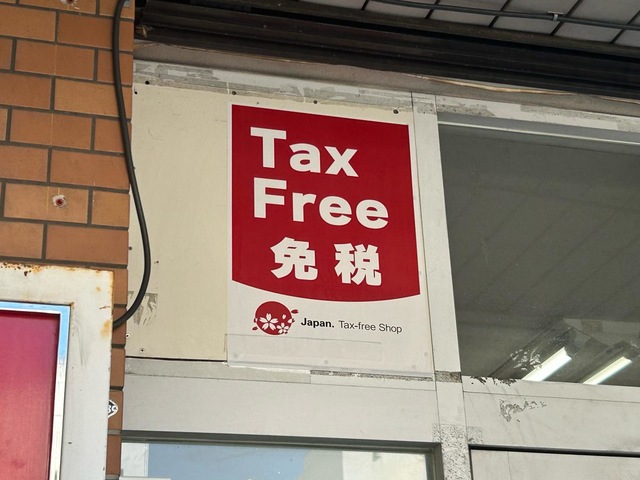 Tax
Free
免税
Japan. Tax-free Shop